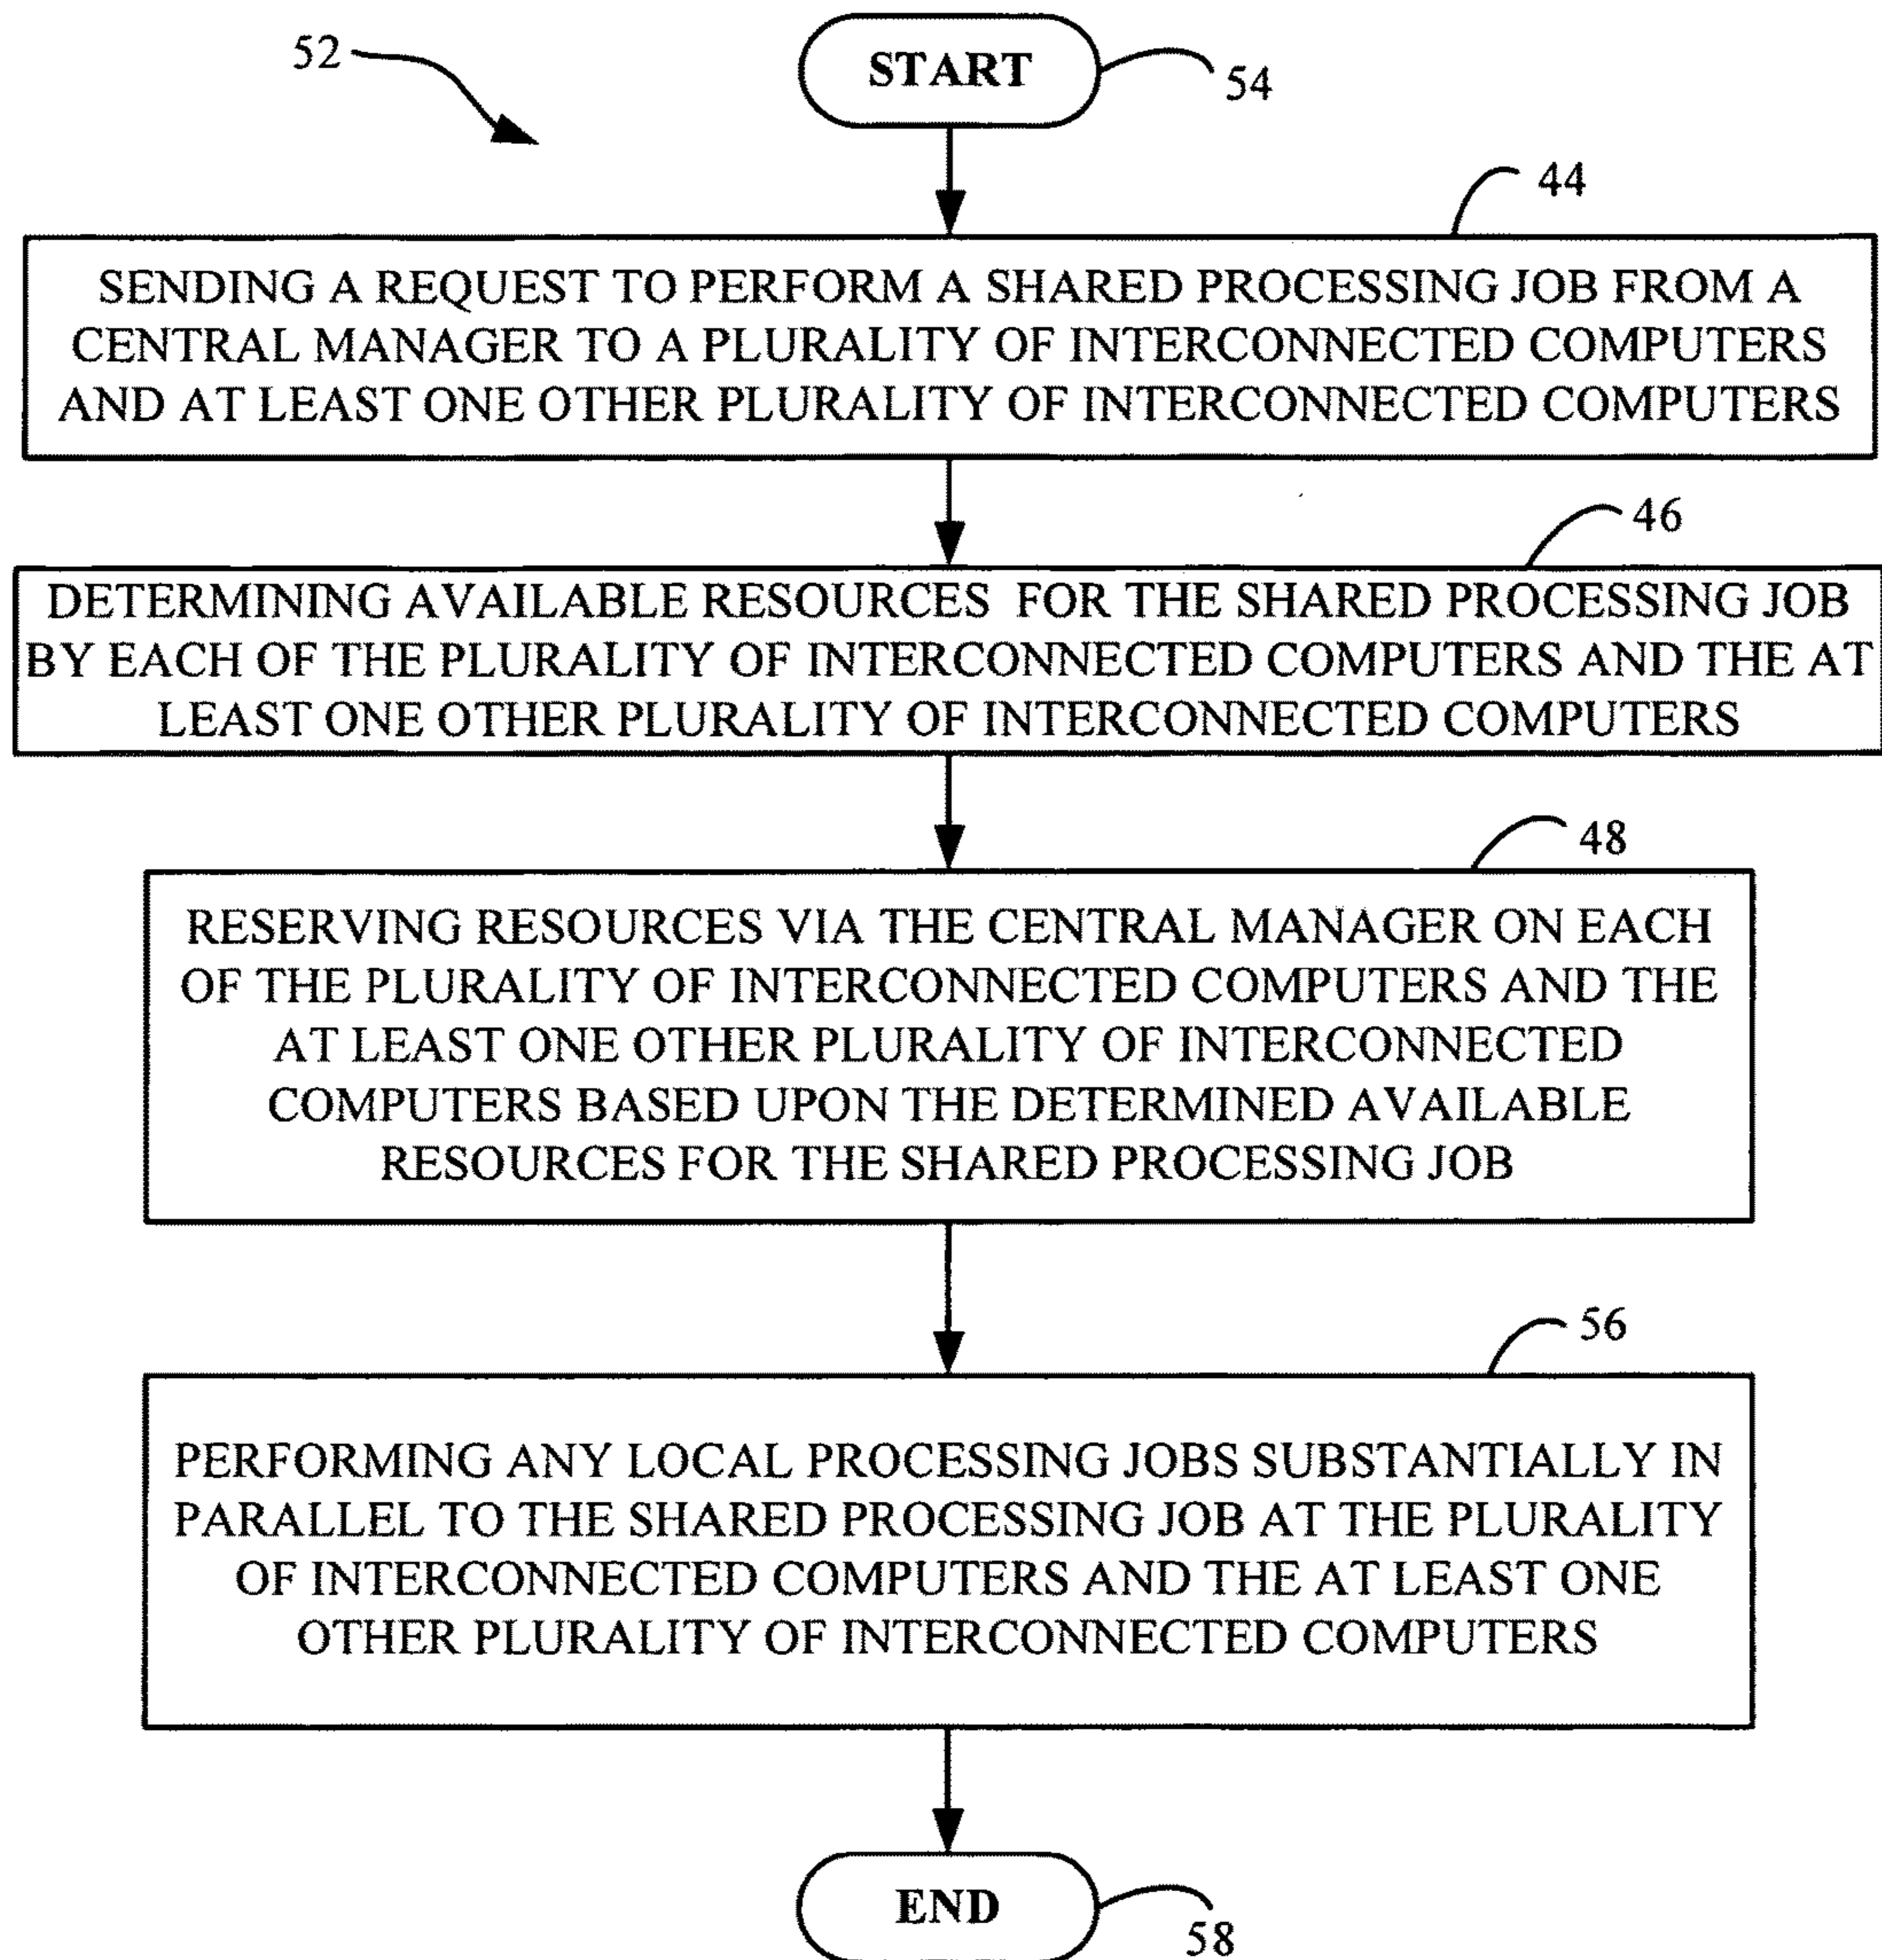 52
START
54
44
SENDING A REQUEST TO PERFORM A SHARED PROCESSING JOB FROM A
CENTRAL MANAGER TO A PLURALITY OF INTERCONNECTED COMPUTERS
AND AT LEAST ONE OTHER PLURALITY OF INTERCONNECTED COMPUTERS
46
DETERMINING AVAILABLE RESOURCES FOR THE SHARED PROCESSING JOB
BY EACH OF THE PLURALITY OF INTERCONNECTED COMPUTERS AND THE AT
LEAST ONE OTHER PLURALITY OF INTERCONNECTED COMPUTERS
48
RESERVING RESOURCES VIA THE CENTRAL MANAGER ON EACH
OF THE PLURALITY OF INTERCONNECTED COMPUTERS AND THE
AT LEAST ONE OTHER PLURALITY OF INTERCONNECTED
COMPUTERS BASED UPON THE DETERMINED AVAILABLE
RESOURCES FOR THE SHARED PROCESSING JOB
56
PERFORMING ANY LOCAL PROCESSING JOBS SUBSTANTIALLY IN
PARALLEL TO THE SHARED PROCESSING JOB AT THE PLURALITY
OF INTERCONNECTED COMPUTERS AND THE AT LEAST ONE
OTHER PLURALITY OF INTERCONNECTED COMPUTERS
END
58